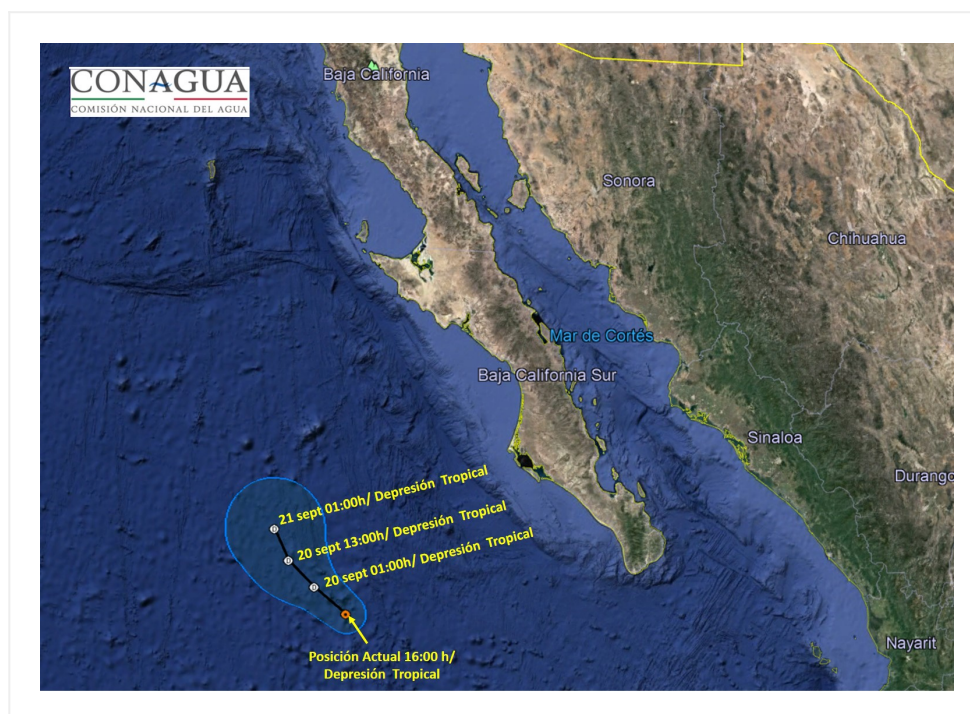 CONAGUA
COMISIÓN NACIONAL DEL AGUA
Baja California
Sonora
Chihuahua
Mar de Cortés
Baja California Sur
Sinaloa
Durango
21 sept 01:00h/ Depresión Tropical
20 sept 13:00h/ Depresión Tropical
20 sept 01:00h/ Depresión Tropical
Nayarit
Posición Actual 16:00 h/
Depresión Tropical